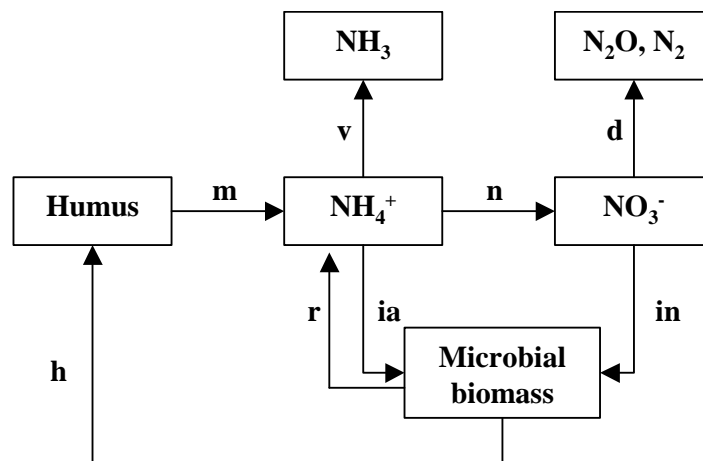 NH₃
N₂O, N₂
v
d
Humus
m
NH₄⁺
n
NO₃⁻
r
ia
in
h
Microbial
biomass